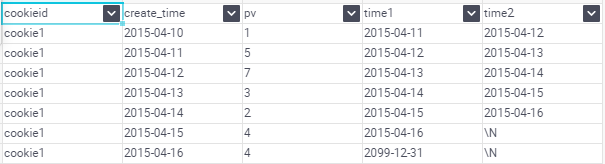 cookieid create_time pv time1 time2
cookie1 2015-04-10 1 2015-04-11 2015-04-12
cookie1 2015-04-11 5 2015-04-12 2015-04-13
cookie1 2015-04-12 7 2015-04-13 2015-04-14
cookie1 2015-04-13 3 2015-04-14 2015-04-15
cookie1 2015-04-14 2 2015-04-15 2015-04-16
cookie1 2015-04-15 4 2015-04-16 \N
cookie1 2015-04-16 4 2099-12-31 \N